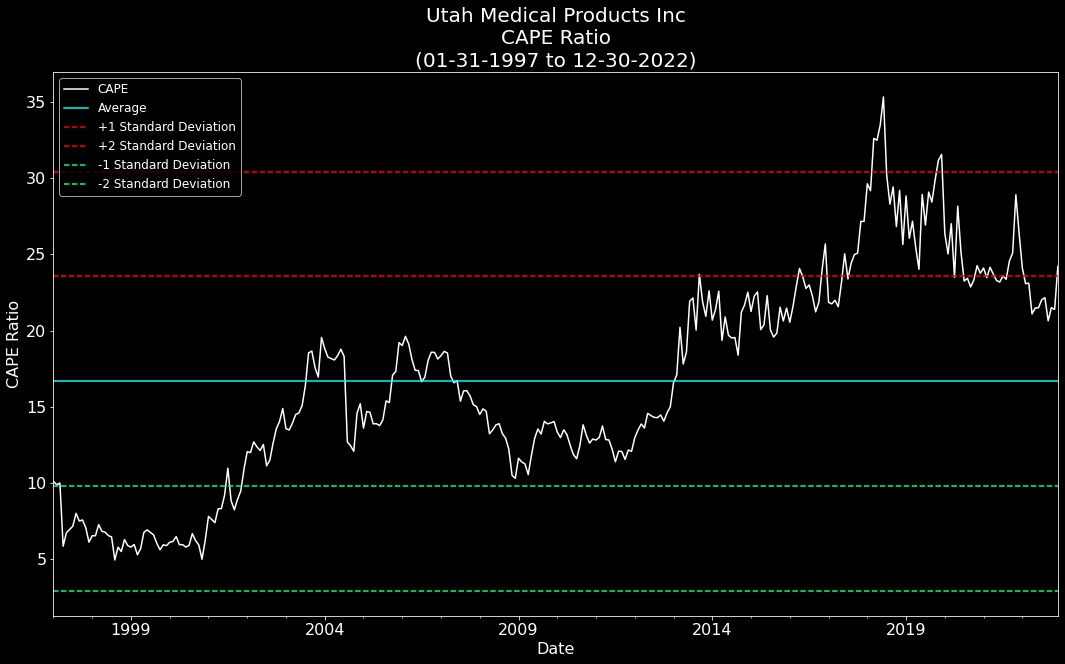 Utah Medical Products Inc
CAPE Ratio
(01-31-1997 to 12-30-2022)
CAPE
Average
+1 Standard Deviation
+2 Standard Deviation
-1 Standard Deviation
-2 Standard Deviation
35
30
25
20
15
10
5
CAPE Ratio
1999
2004
2009
2014
2019
Date